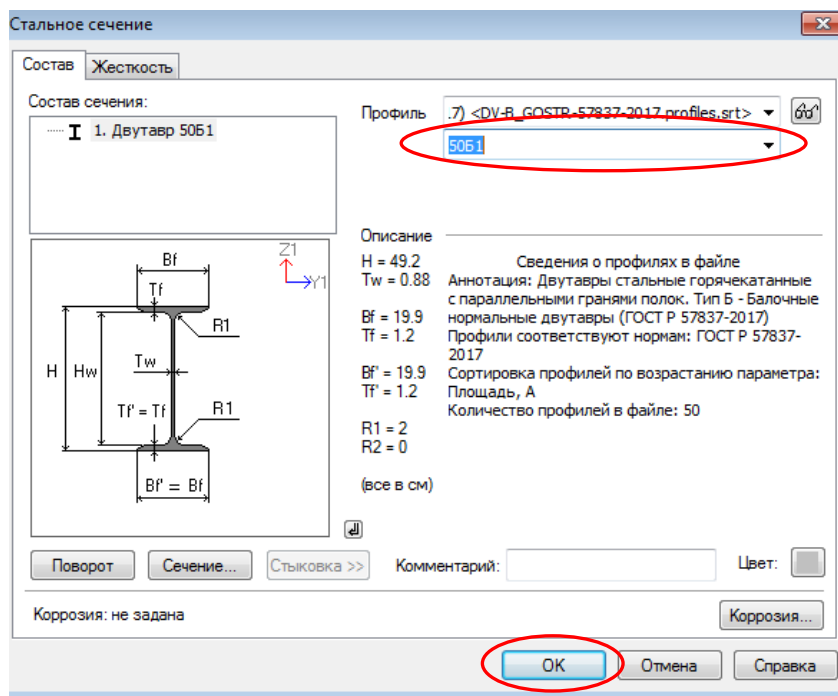 Стальное сечение
Состав Жесткость
Состав сечения:
1. Двутавр 50Б1
Профиль .7) <DV-B_GOSTR-57837-2017.profiles.srt>
50Б1
Z1
Y1
Bf
Tf
R1
H
Hw
Tw
Tf' = Tf
R1
Bf' = Bf
Описание
H = 49.2
Tw = 0.88
Bf = 19.9
Tf = 1.2
Bf' = 19.9
Tf' = 1.2
R1 = 2
R2 = 0
(все в см)
Сведения о профилях в файле
Аннотация: Двутавры стальные горячекатанные
с параллельными гранями полок. Тип Б - Балочные
нормальные двутавры (ГОСТ Р 57837-2017)
Профили соответствуют нормам: ГОСТ Р 57837-
2017
Сортировка профилей по возрастанию параметра:
Площадь, А
Количество профилей в файле: 50
Поворот Сечение... Стыковка >> Комментарий: Цвет:
Коррозия: не задана Коррозия...
OK Отмена Справка